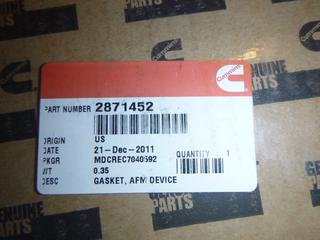 Cummins
GENUINE
PARTS
PART NUMBER 2871452
ORIGIN US
DATE 21-Dec-2011
PKGR MDCREC7040592
QUANTITY 1
WT 0.35
DESC GASKET, AFM DEVICE
GENUINE
PARTS